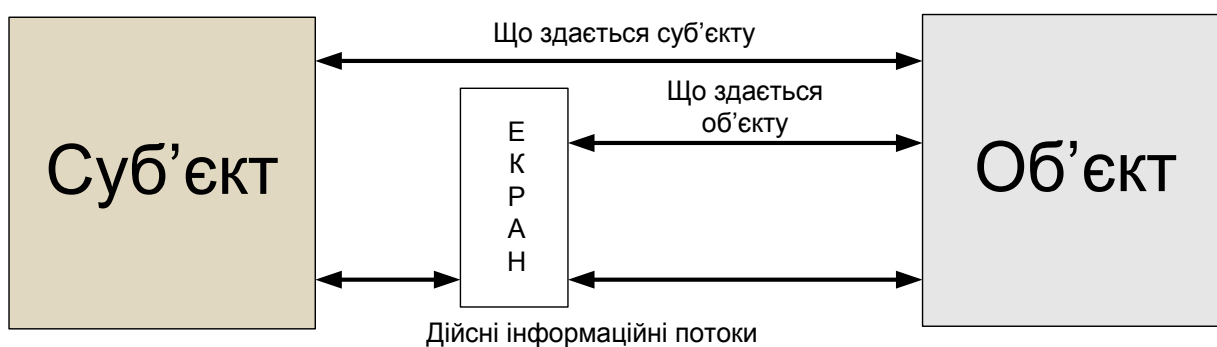 Що здається суб’єкту
Що здається
об’єкту
Суб’єкт
Е
К
Р
А
Н
Об’єкт
Дійсні інформаційні потоки